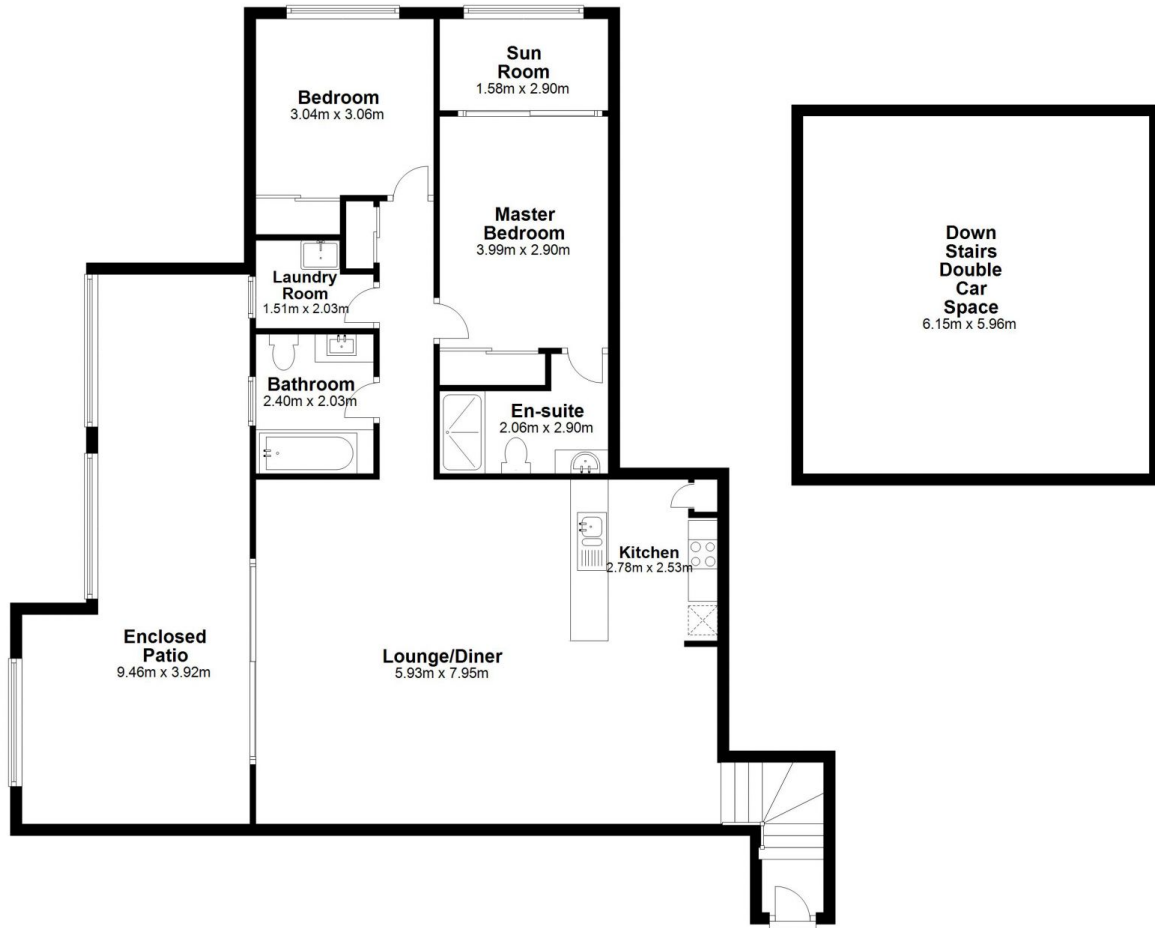 Sun
Room
1.58m x 2.90m
Bedroom
3.04m x 3.06m
Master
Bedroom
3.99m x 2.90m
Down
Stairs
Double
Car
Space
6.15m x 5.96m
Laundry
Room
1.51m x 2.03m
Bathroom
2.40m x 2.03m
En-suite
2.06m x 2.90m
Kitchen
2.78m x 2.53m
Enclosed
Patio
9.46m x 3.92m
Lounge/Diner
5.93m x 7.95m